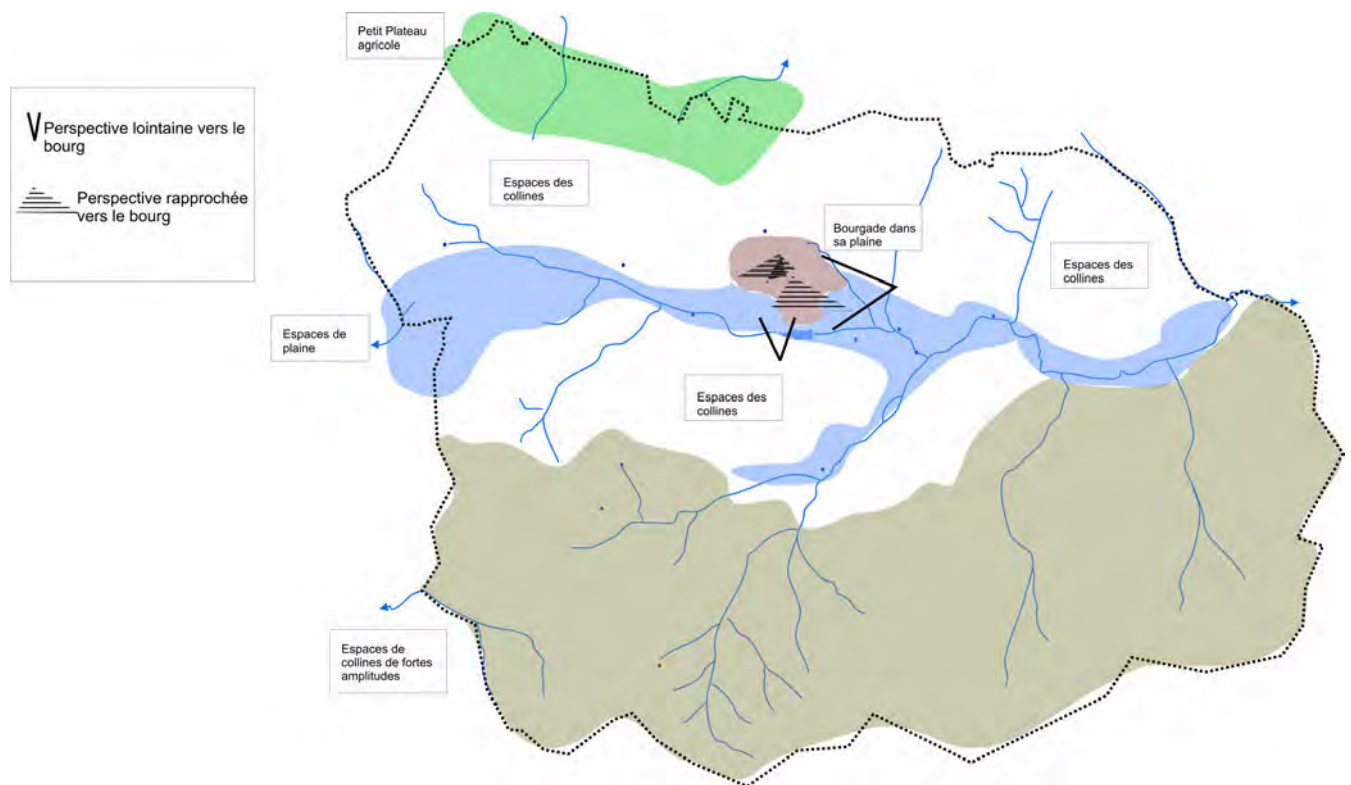 Petit Plateau
agricole
Perspective lointaine vers le
bourg
Perspective rapprochée
vers le bourg
Espaces des
collines
Bourgade dans
sa plaine
Espaces des
collines
Espaces de
plaine
Espaces des
collines
Espaces de
collines de fortes
amplitudes